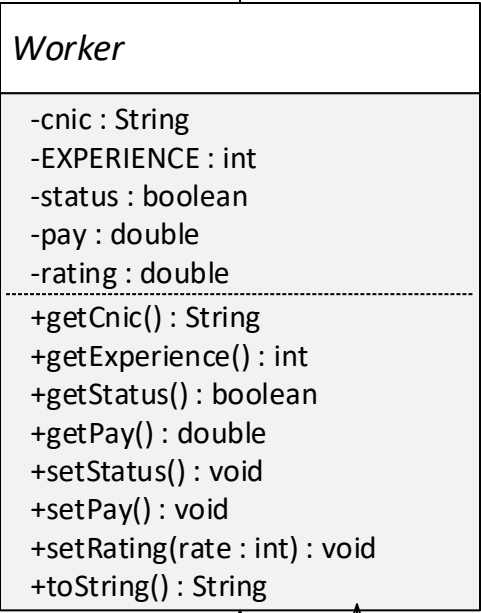 Worker
-cnic : String
-EXPERIENCE : int
-status : boolean
-pay : double
-rating : double
+getCnic() : String
+getExperience() : int
+getStatus() : boolean
+getPay() : double
+setStatus() : void
+setPay() : void
+setRating(rate : int) : void
+toString() : String